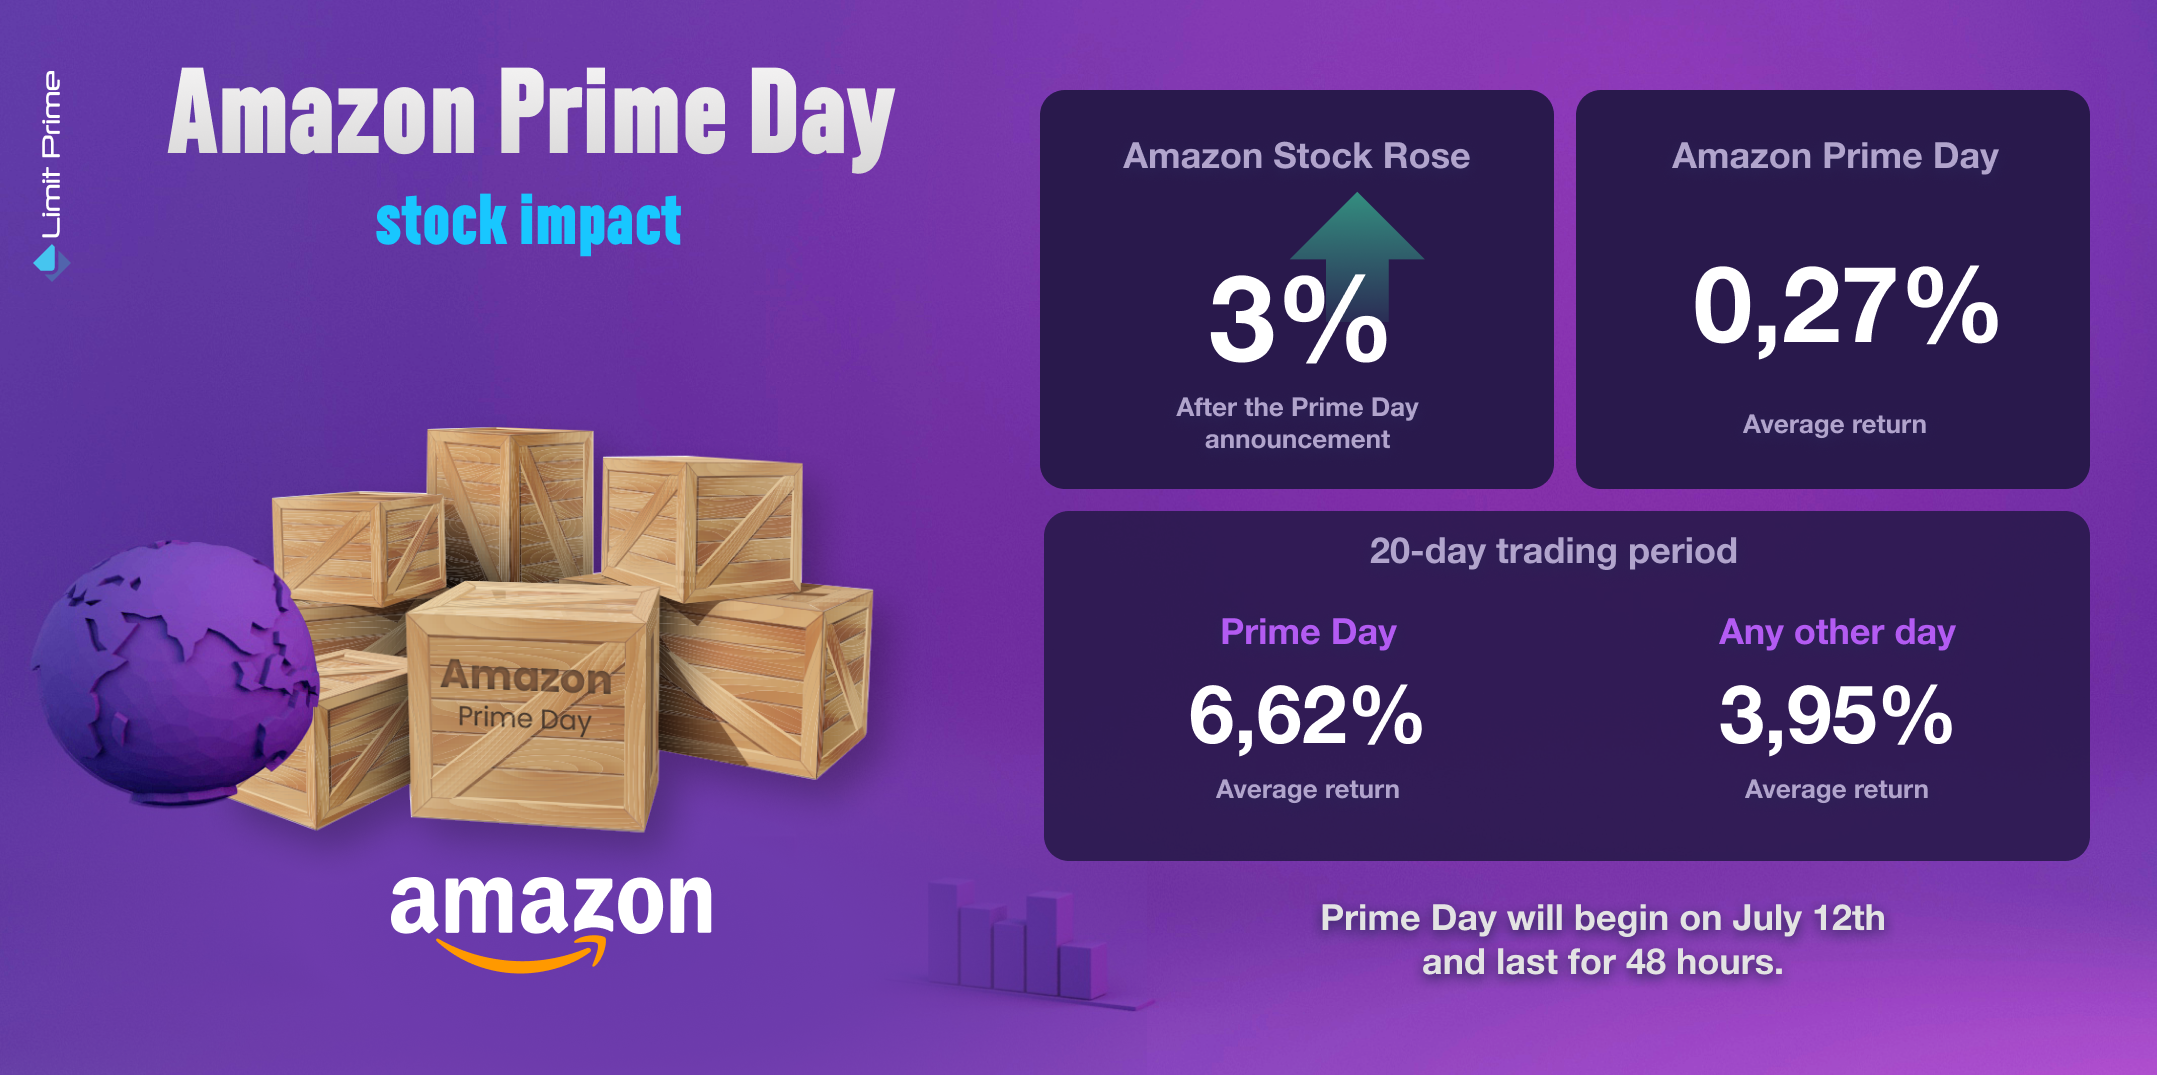 Limit Prime
Amazon Prime Day
stock impact
Amazon
Prime Day
amazon
Amazon Stock Rose
3%
After the Prime Day
announcement
Amazon Prime Day
0,27%
Average return
20-day trading period
Prime Day
6,62%
Average return
Any other day
3,95%
Average return
Prime Day will begin on July 12th
and last for 48 hours.